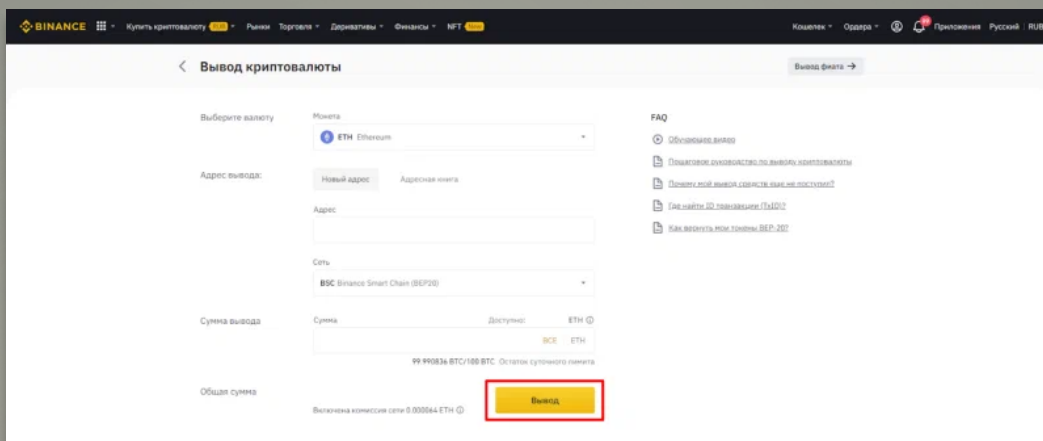 BINANCE Купить криптовалюту EUR Рынки Торговля Деривативы Финансы NFT New Кошелек Ордера Приложения Русский RUB
Вывод криптовалюты
Вывод фиата →
Выберите валюту
Монета
ETH Ethereum
Адрес вывода:
Новый адрес Адресная книга
Адрес
Сеть
BSC Binance Smart Chain (BEP20)
Сумма вывода
Сумма
Доступно: ETH
ВСЕ ETH
99.990836 BTC/100 BTC Остаток суточного лимита
Общая сумма
Вывод
Включена комиссия сети 0.000064 ETH
FAQ
Обучающее видео
Пошаговое руководство по выводу криптовалюты
Почему мой вывод средств еще не поступил?
Где найти ID транзакции (TxID)?
Как вернуть мои токены BEP-20?